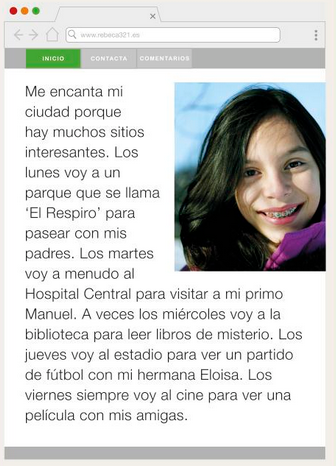 www.rebeca321.es
INICIO CONTACTA COMENTARIOS
Me encanta mi
ciudad porque
hay muchos sitios
interesantes. Los
lunes voy a un
parque que se llama
‘El Respiro’ para
pasear con mis
padres. Los martes
voy a menudo al
Hospital Central para visitar a mi primo
Manuel. A veces los miércoles voy a la
biblioteca para leer libros de misterio. Los
jueves voy al estadio para ver un partido
de fútbol con mi hermana Eloisa. Los
viernes siempre voy al cine para ver una
película con mis amigas.